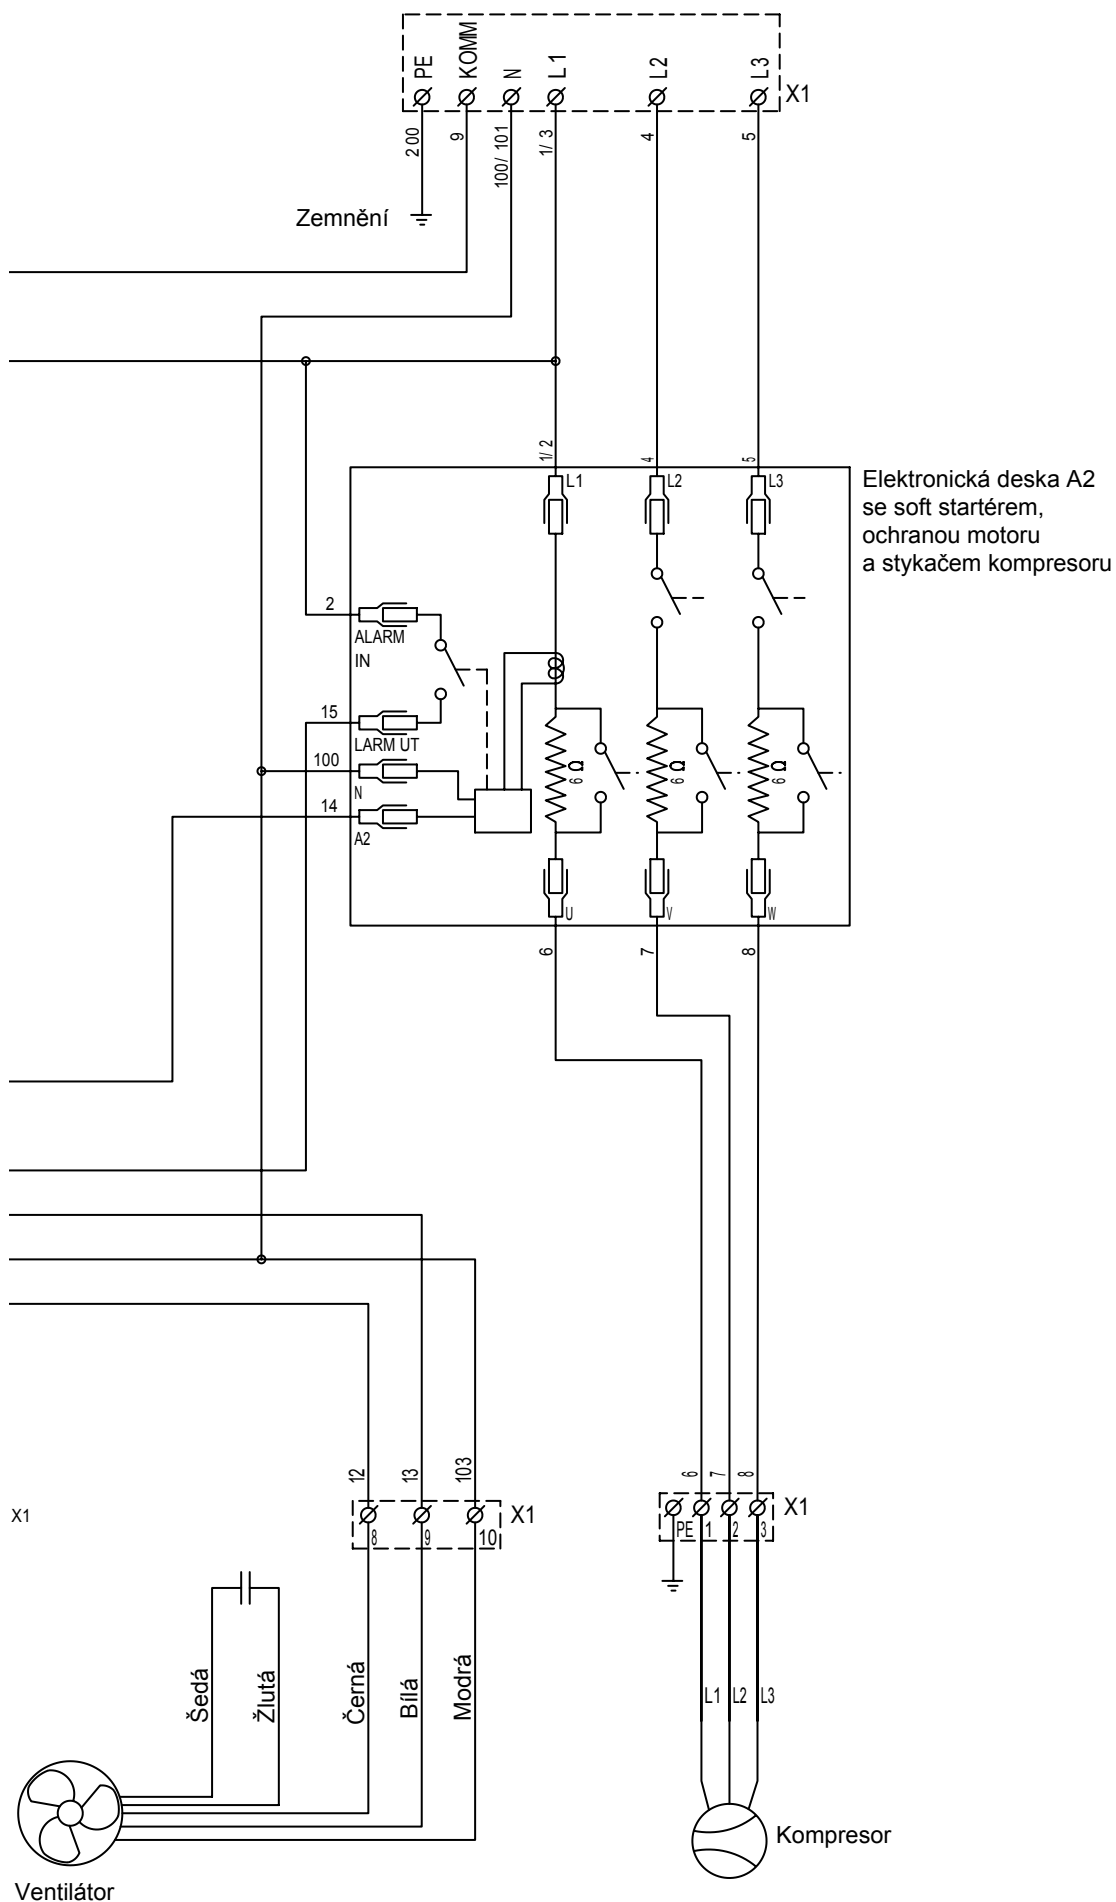 PE
KOMM
N
L1
L2
L3
X1
200
9
100/ 101
1/ 3
4
5
Zemnění
1/ 2
4
5
L1
L2
L3
Elektronická deska A2
se soft startérem,
ochranou motoru
a stykačem kompresoru
2
ALARM
IN
15
LARM UT
100
N
14
A2
6 Ω
6 Ω
6 Ω
U
V
W
6
7
8
12
13
103
6
7
8
X1
8
9
10
X1
PE
1
2
3
X1
Šedá
Žlutá
Černá
Bílá
Modrá
L1
L2
L3
Kompresor
Ventilátor